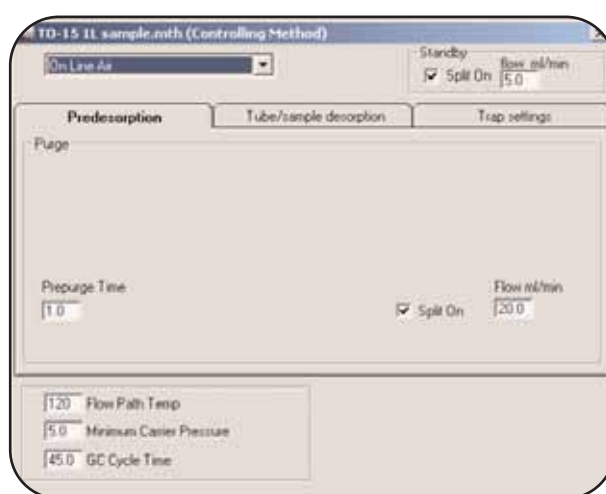 TO-15 1L sample.mth (Controlling Method)
On Line Air
Standby
Split On
flow ml/min
5.0
Predesorption
Tube/sample desorption
Trap settings
Purge
Prepurge Time
1.0
Split On
Flow ml/min
20.0
120 Flow Path Temp
5.0 Minimum Carrier Pressure
45.0 GC Cycle Time